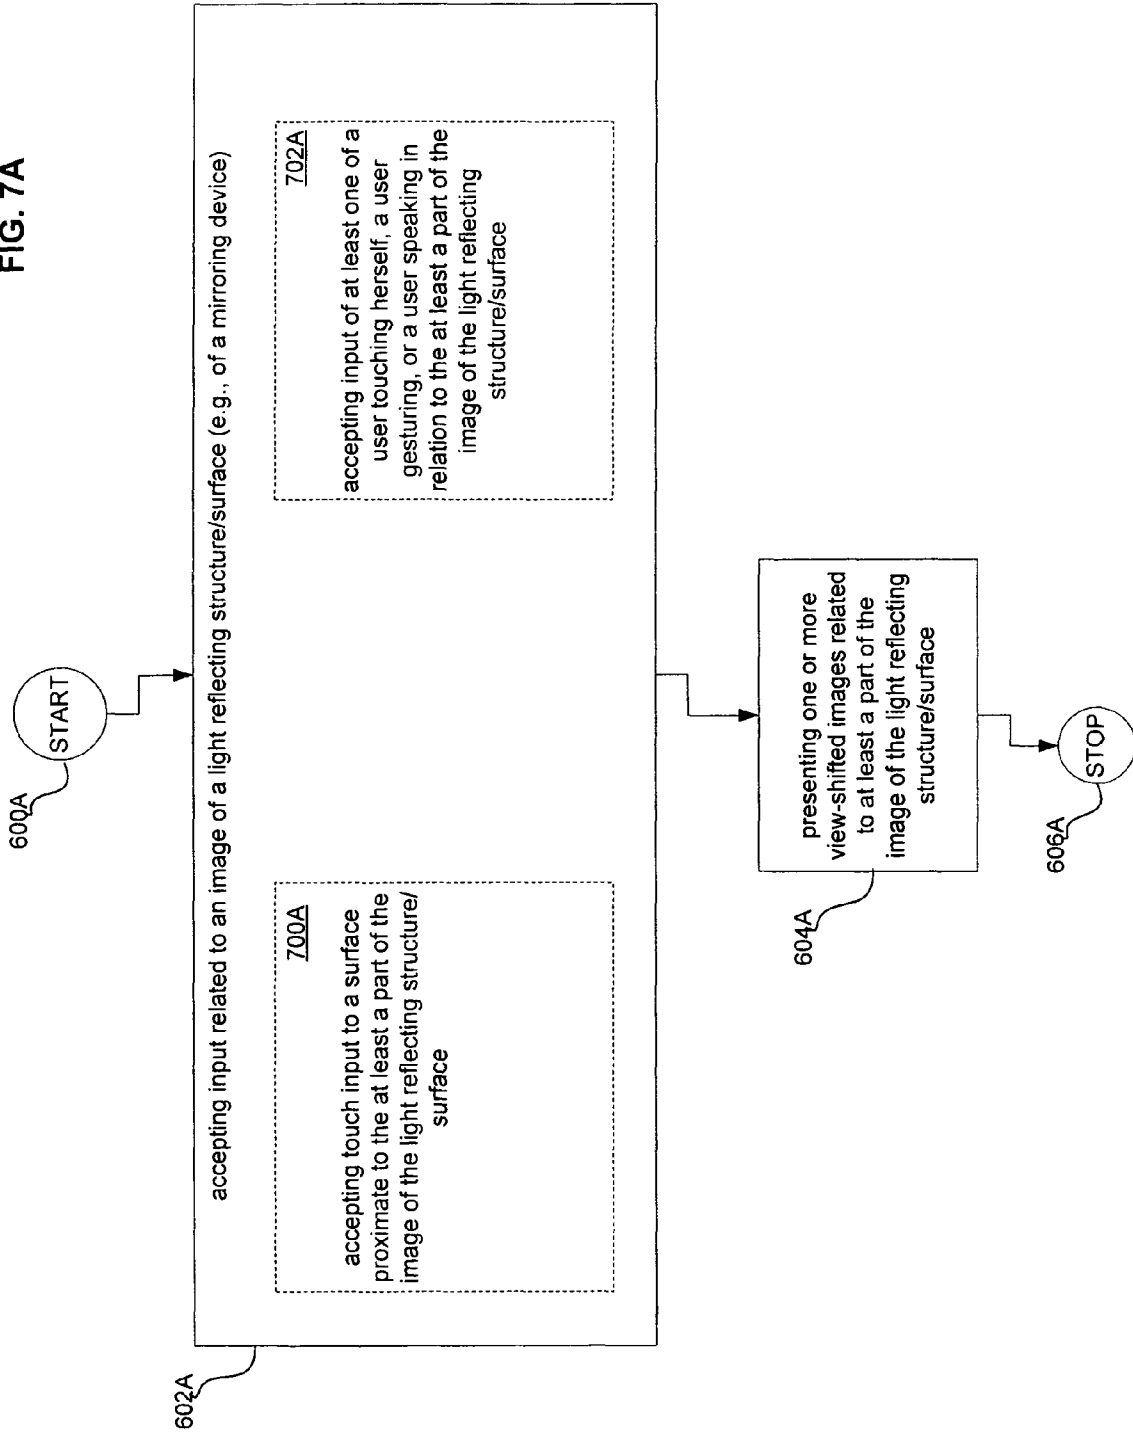 FIG. 7A
600A
START
602A
accepting input related to an image of a light reflecting structure/surface (e.g., of a mirroring device)
700A
accepting touch input to a surface
proximate to the at least a part of the
image of the light reflecting structure/
surface
702A
accepting input of at least one of a
user touching herself, a user
gesturing, or a user speaking in
relation to the at least a part of the
image of the light reflecting
structure/surface
604A
presenting one or more
view-shifted images related
to at least a part of the
image of the light reflecting
structure/surface
606A
STOP